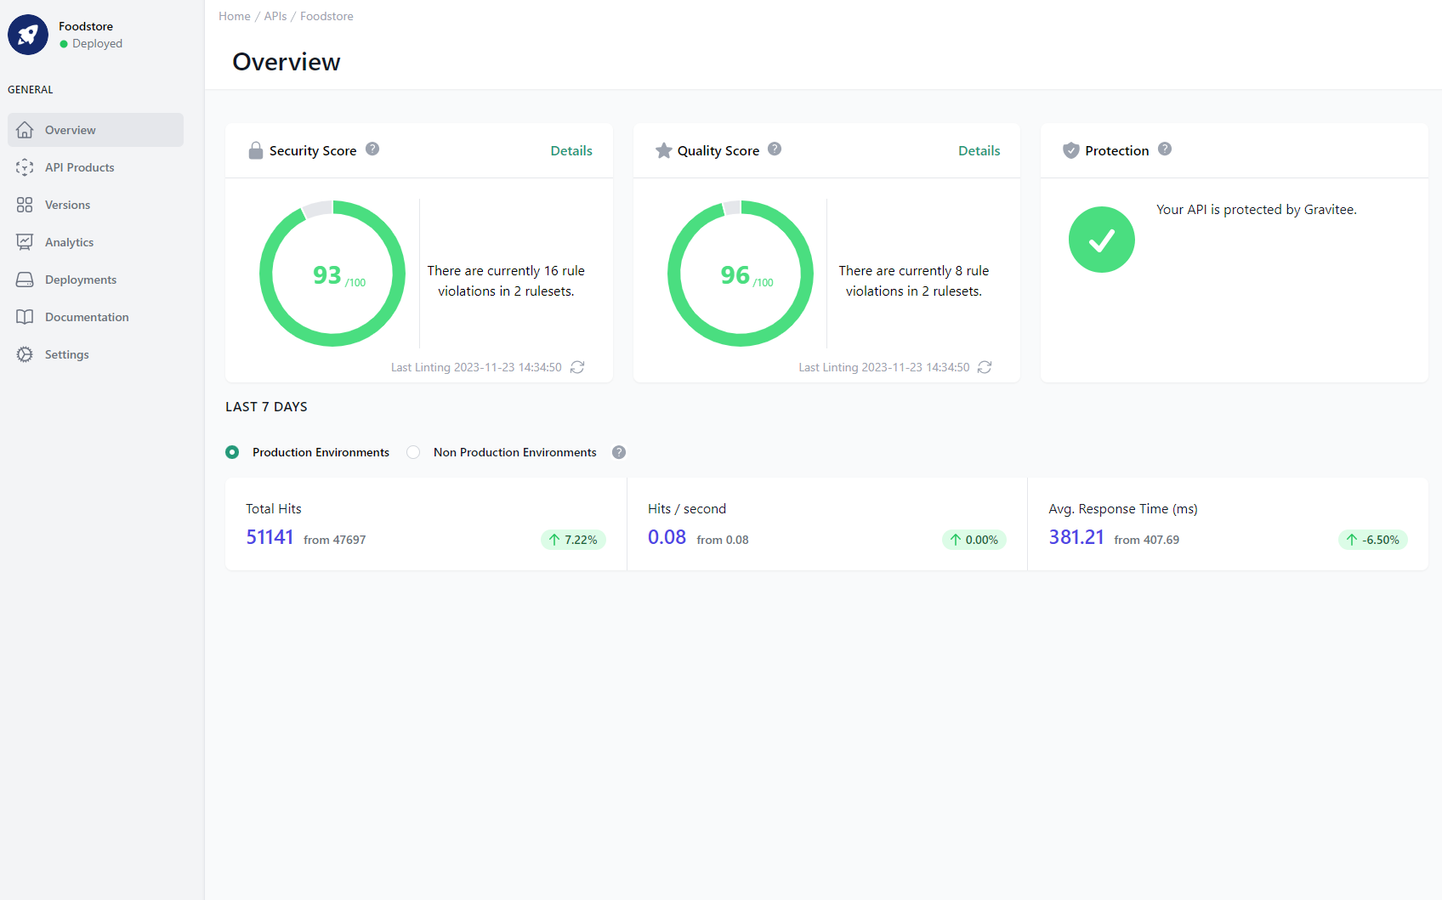 Foodstore
Deployed
GENERAL
Overview
API Products
Versions
Analytics
Deployments
Documentation
Settings
Home / APIs / Foodstore
Overview
Security Score ?
Details
93 /100
There are currently 16 rule
violations in 2 rulesets.
Last Linting 2023-11-23 14:34:50
Quality Score ?
Details
96 /100
There are currently 8 rule
violations in 2 rulesets.
Last Linting 2023-11-23 14:34:50
Protection ?
Your API is protected by Gravitee.
LAST 7 DAYS
Production Environments
Non Production Environments ?
Total Hits
51141 from 47697
↑ 7.22%
Hits / second
0.08 from 0.08
↑ 0.00%
Avg. Response Time (ms)
381.21 from 407.69
↑ -6.50%